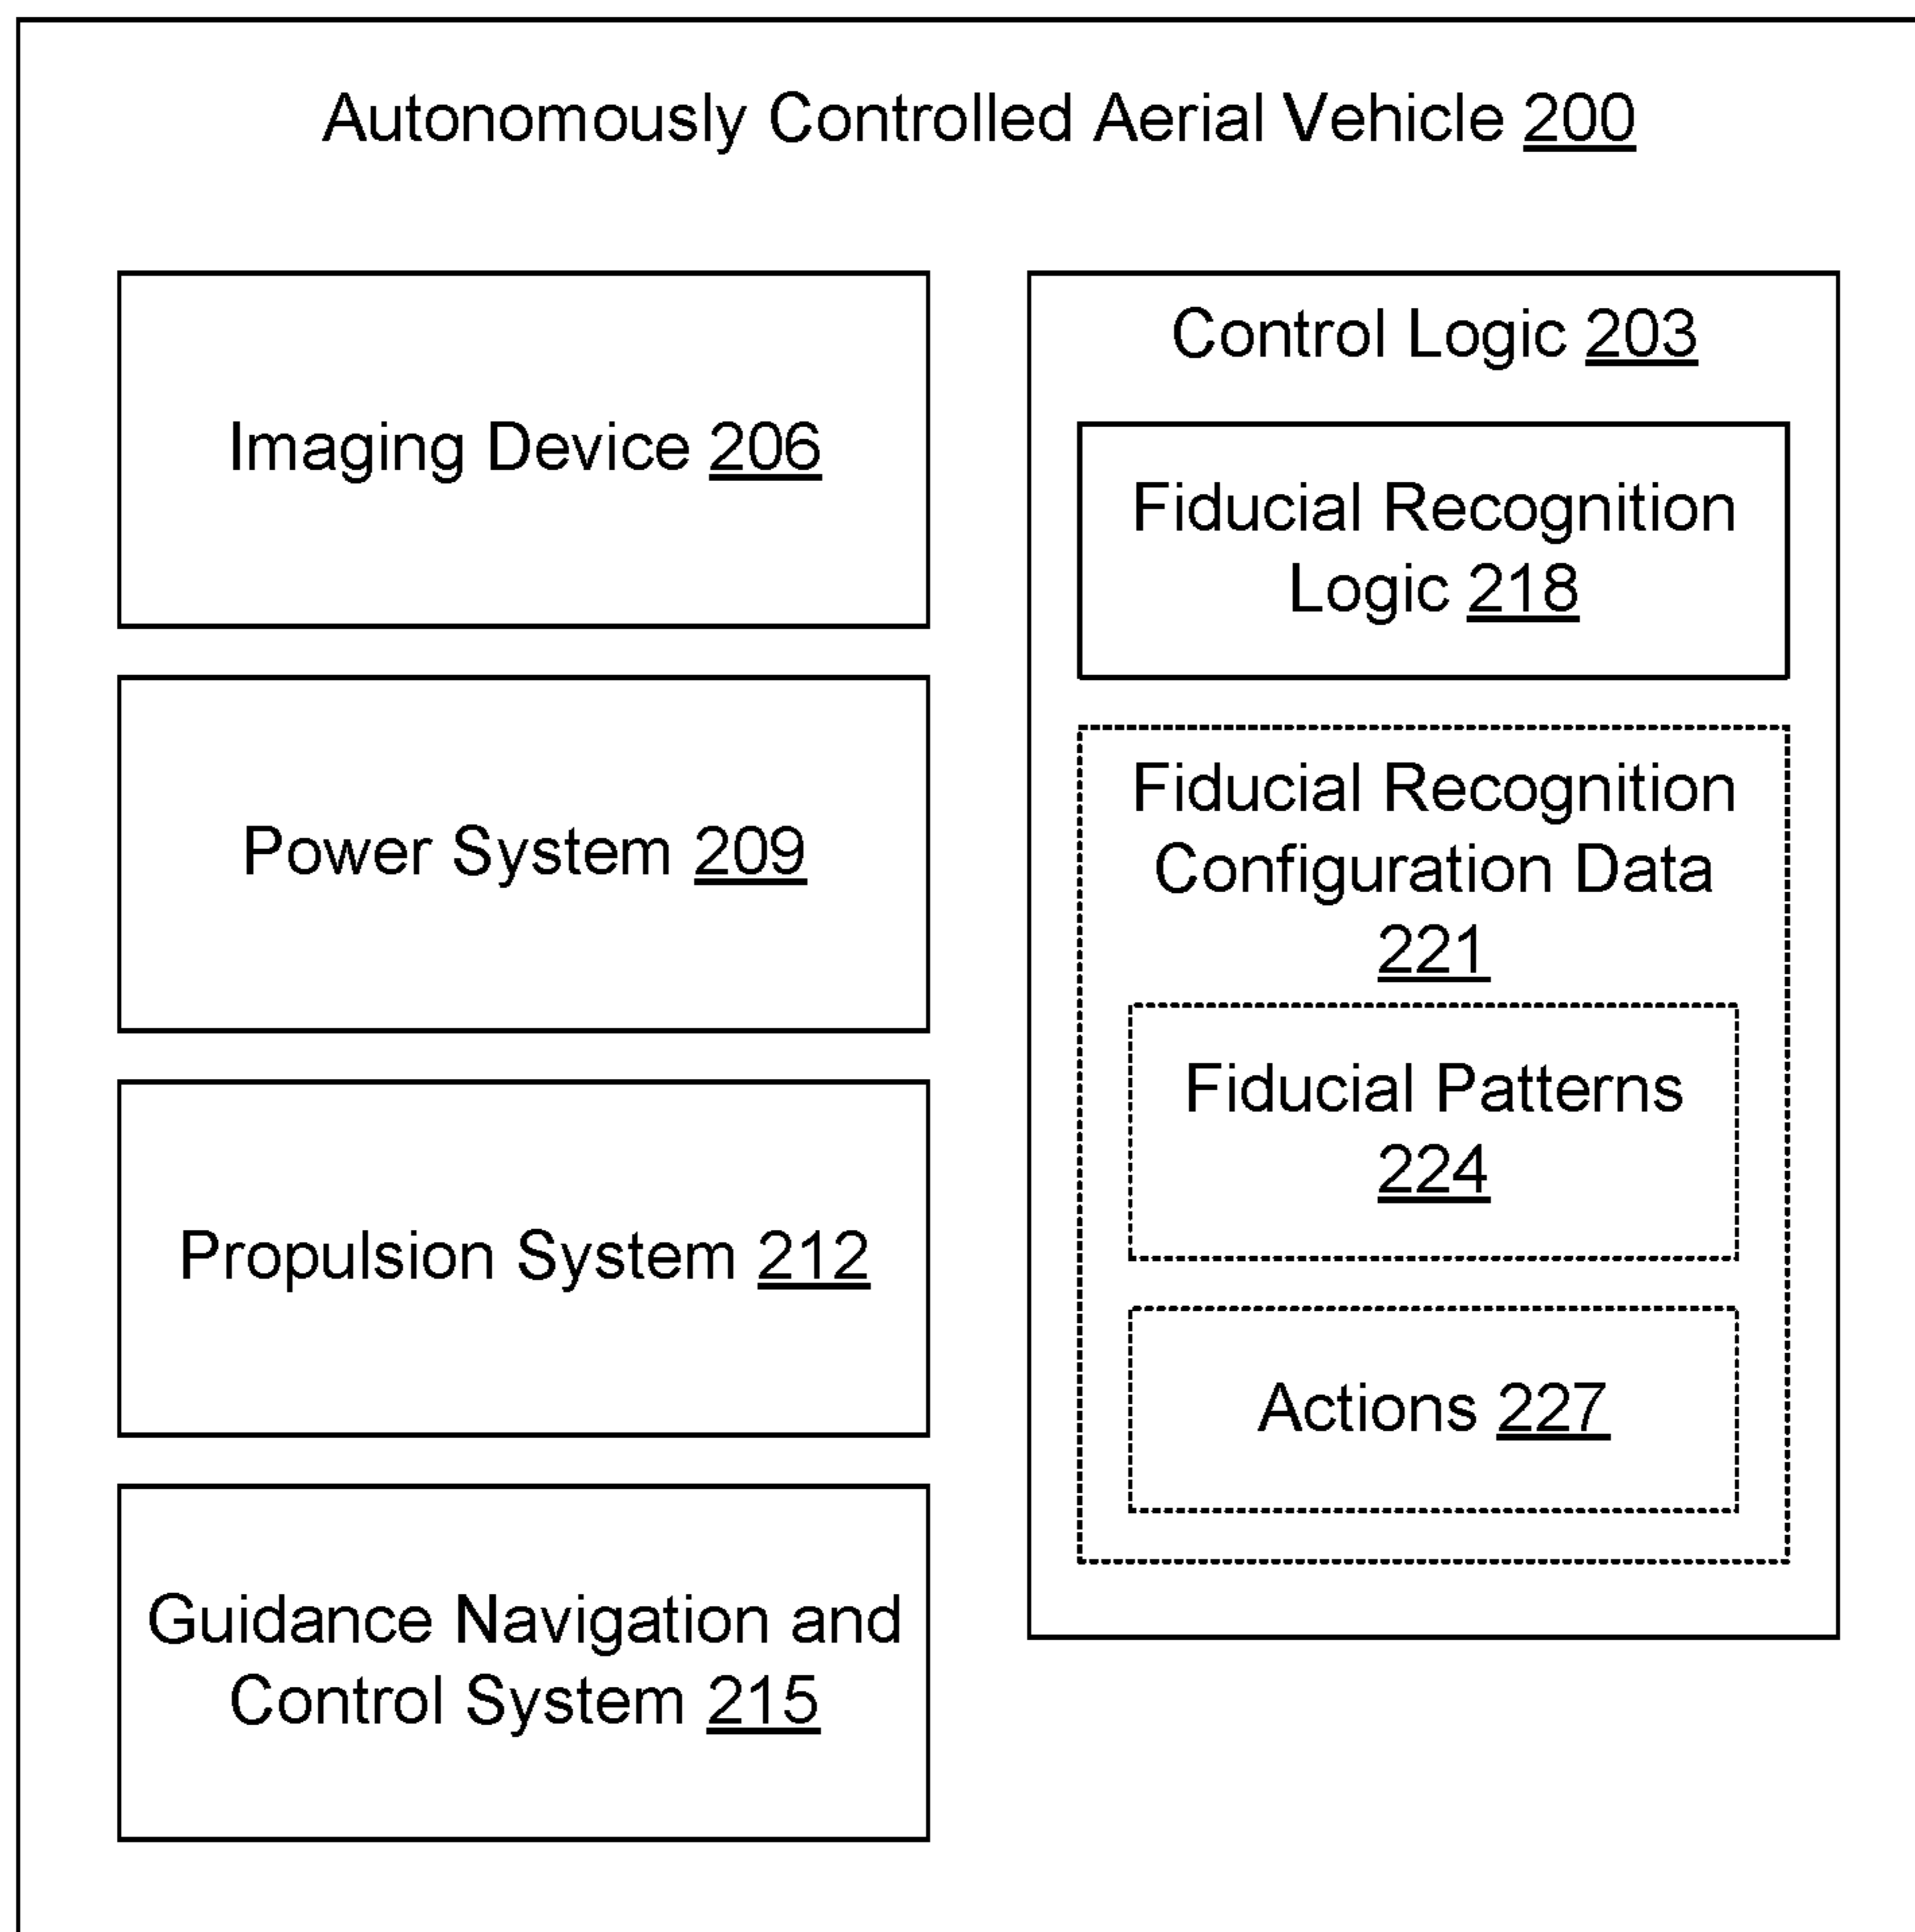 Autonomously Controlled Aerial Vehicle 200
Imaging Device 206
Power System 209
Propulsion System 212
Guidance Navigation and
Control System 215
Control Logic 203
Fiducial Recognition
Logic 218
Fiducial Recognition
Configuration Data
221
Fiducial Patterns
224
Actions 227